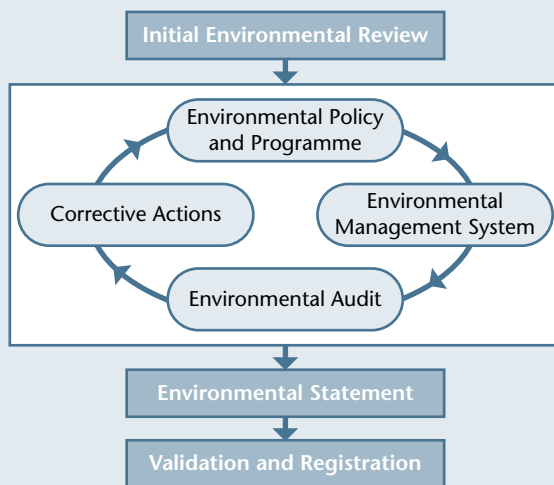 Initial Environmental Review
Environmental Policy
and Programme
Corrective Actions
Environmental
Management System
Environmental Audit
Environmental Statement
Validation and Registration